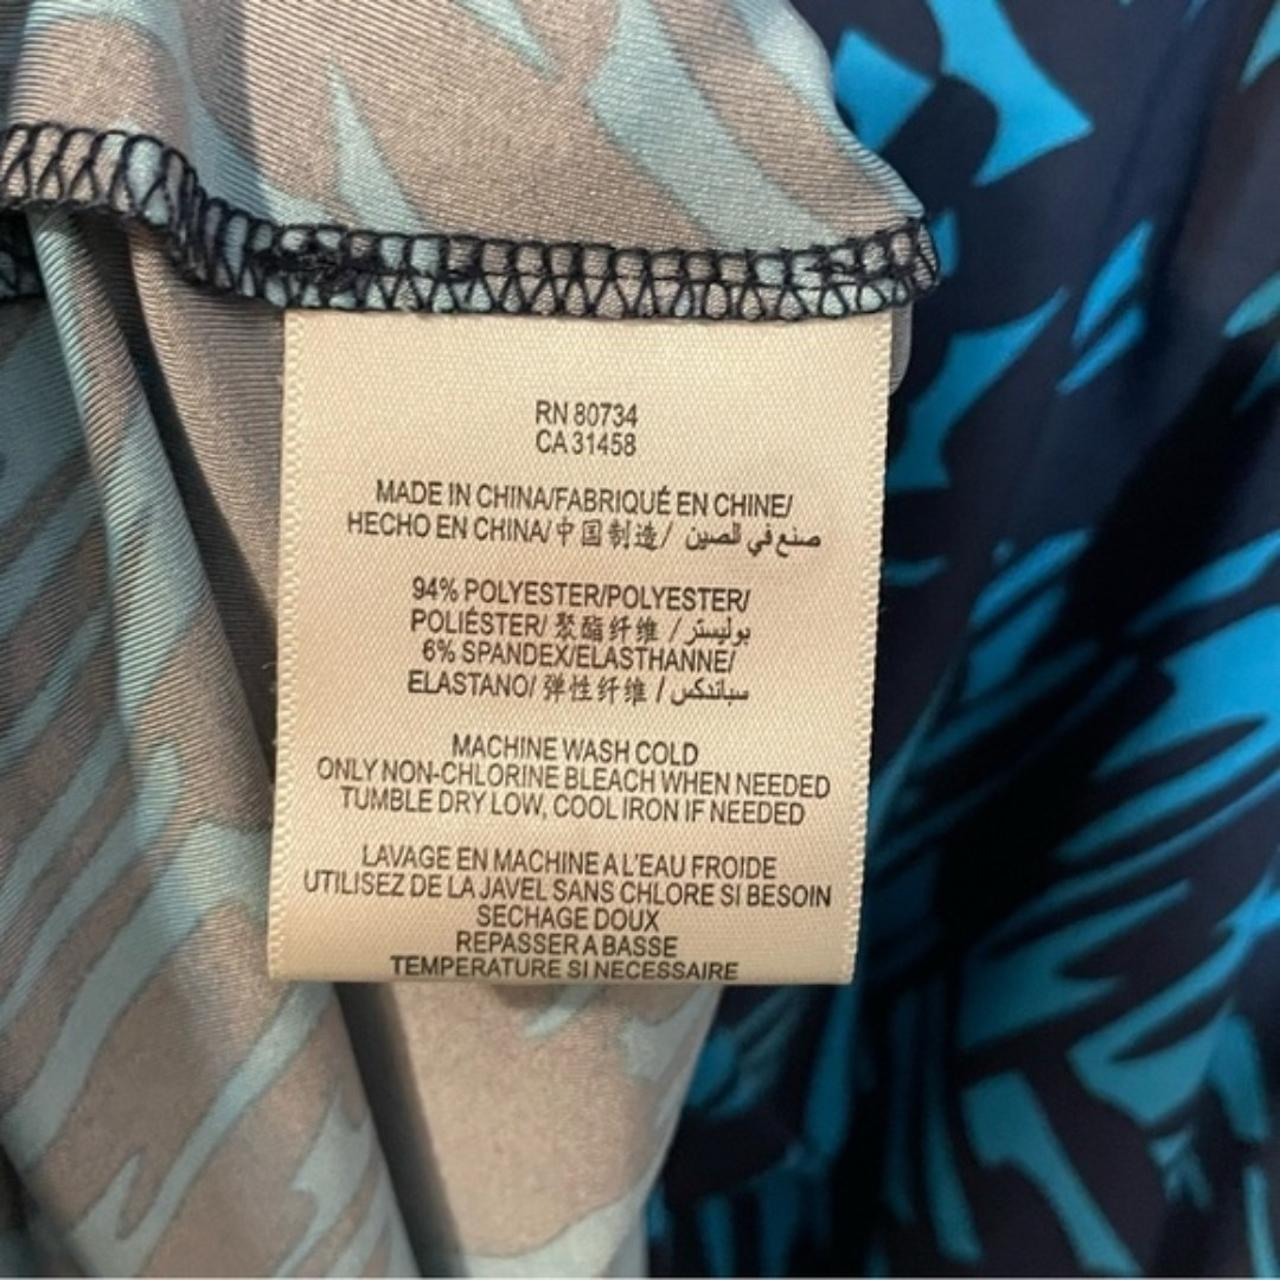 RN 80734
CA 31458
MADE IN CHINA/FABRIQUÉ EN CHINE/
HECHO EN CHINA/中国制造/ صنع في الصين
94% POLYESTER/POLYESTER/
POLIÉSTER/ 聚酯纤维 / بوليستر
6% SPANDEX/ELASTHANNE/
ELASTANO/ 弹性纤维 / سباندكس
MACHINE WASH COLD
ONLY NON-CHLORINE BLEACH WHEN NEEDED
TUMBLE DRY LOW, COOL IRON IF NEEDED
LAVAGE EN MACHINE A L'EAU FROIDE
UTILISEZ DE LA JAVEL SANS CHLORE SI BESOIN
SECHAGE DOUX
REPASSER A BASSE
TEMPERATURE SI NECESSAIRE